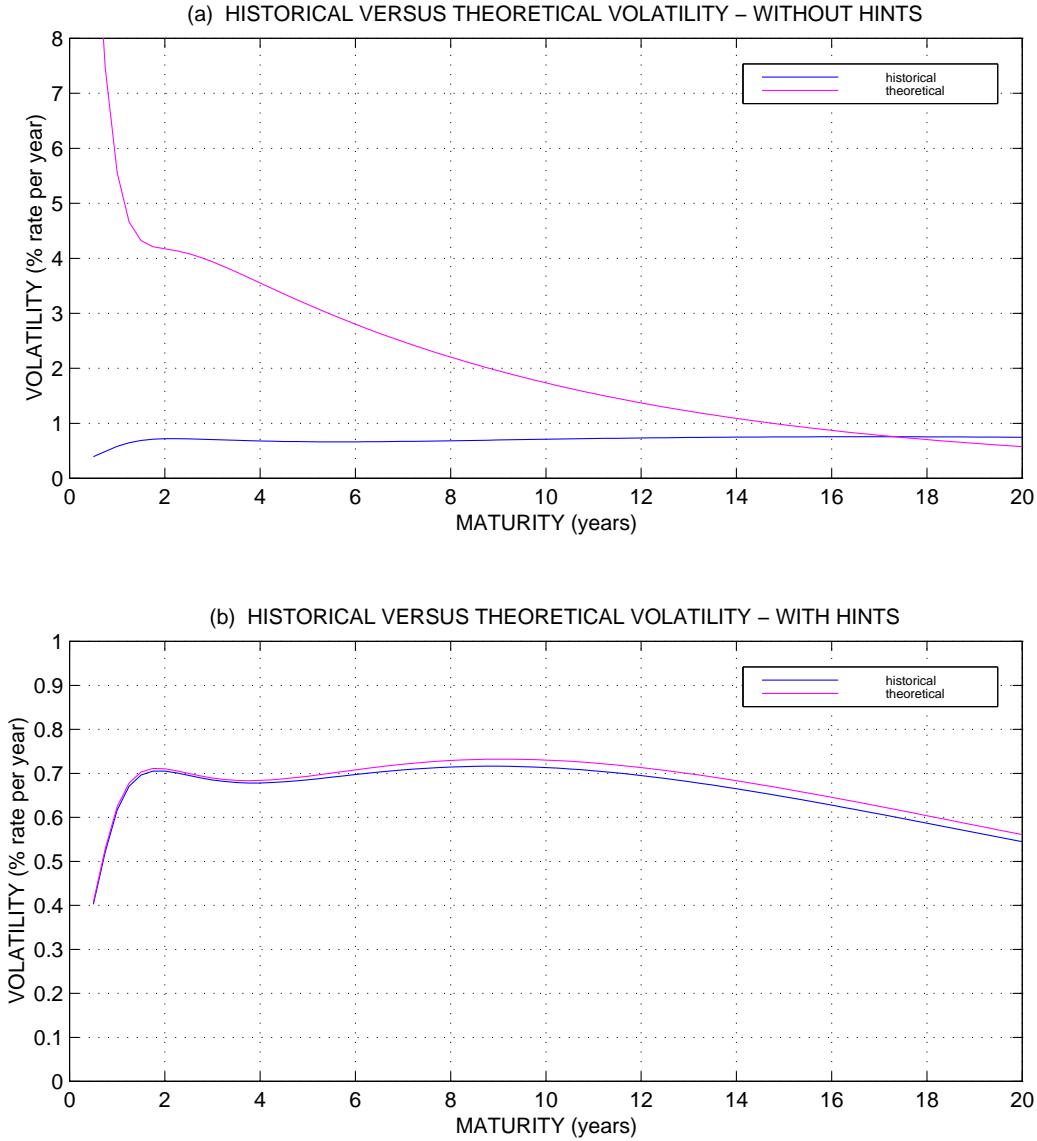 (a) HISTORICAL VERSUS THEORETICAL VOLATILITY – WITHOUT HINTS
8
7
6
5
4
3
2
1
0
VOLATILITY (% rate per year)
historical
theoretical
0 2 4 6 8 10 12 14 16 18 20
MATURITY (years)
(b) HISTORICAL VERSUS THEORETICAL VOLATILITY – WITH HINTS
1
0.9
0.8
0.7
0.6
0.5
0.4
0.3
0.2
0.1
0
VOLATILITY (% rate per year)
historical
theoretical
0 2 4 6 8 10 12 14 16 18 20
MATURITY (years)